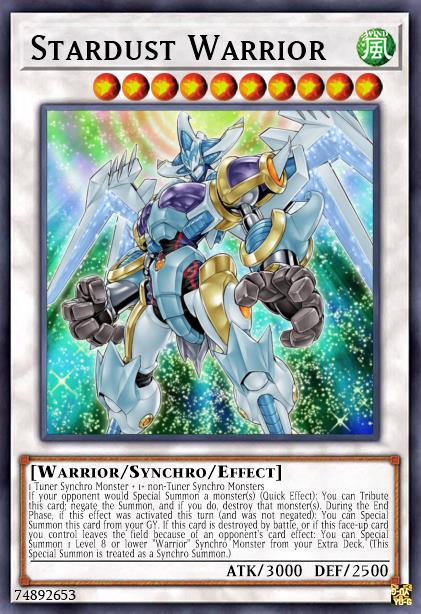 STARDUST WARRIOR
WIND
風
[WARRIOR/SYNCHRO/EFFECT]
1 Tuner Synchro Monster + 1+ non-Tuner Synchro Monsters
If your opponent would Special Summon a monster(s) (Quick Effect): You can Tribute
this card; negate the Summon, and if you do, destroy that monster(s). During the End
Phase, if this effect was activated this turn (and was not negated): You can Special
Summon this card from your GY. If this card is destroyed by battle, or if this face-up card
you control leaves the field because of an opponent's card effect: You can Special
Summon 1 Level 8 or lower "Warrior" Synchro Monster from your Extra Deck. (This
Special Summon is treated as a Synchro Summon.)
ATK/3000 DEF/2500
74892653